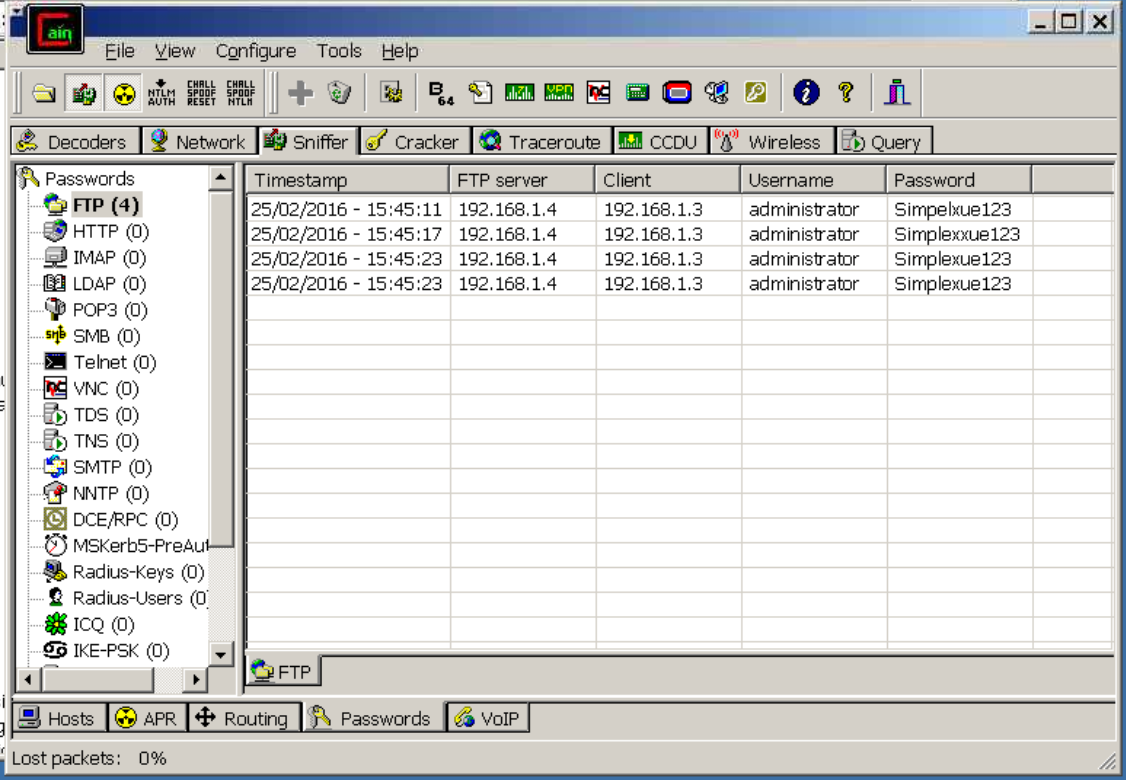 Cain
File View Configure Tools Help
NTLM AUTH CHALL SPOOF RESET CHALL SPOOF NTLM B64
Decoders Network Sniffer Cracker Traceroute CCDU Wireless Query
Passwords Timestamp FTP server Client Username Password
FTP (4) 25/02/2016 - 15:45:11 192.168.1.4 192.168.1.3 administrator Simpelxue123
HTTP (0) 25/02/2016 - 15:45:17 192.168.1.4 192.168.1.3 administrator Simplexxue123
IMAP (0) 25/02/2016 - 15:45:23 192.168.1.4 192.168.1.3 administrator Simplexue123
LDAP (0) 25/02/2016 - 15:45:23 192.168.1.4 192.168.1.3 administrator Simplexue123
POP3 (0)
SMB (0)
Telnet (0)
VNC (0)
TDS (0)
TNS (0)
SMTP (0)
NNTP (0)
DCE/RPC (0)
MSKerb5-PreAut
Radius-Keys (0)
Radius-Users (0
ICQ (0)
IKE-PSK (0)
FTP
Hosts APR Routing Passwords VoIP
Lost packets: 0%